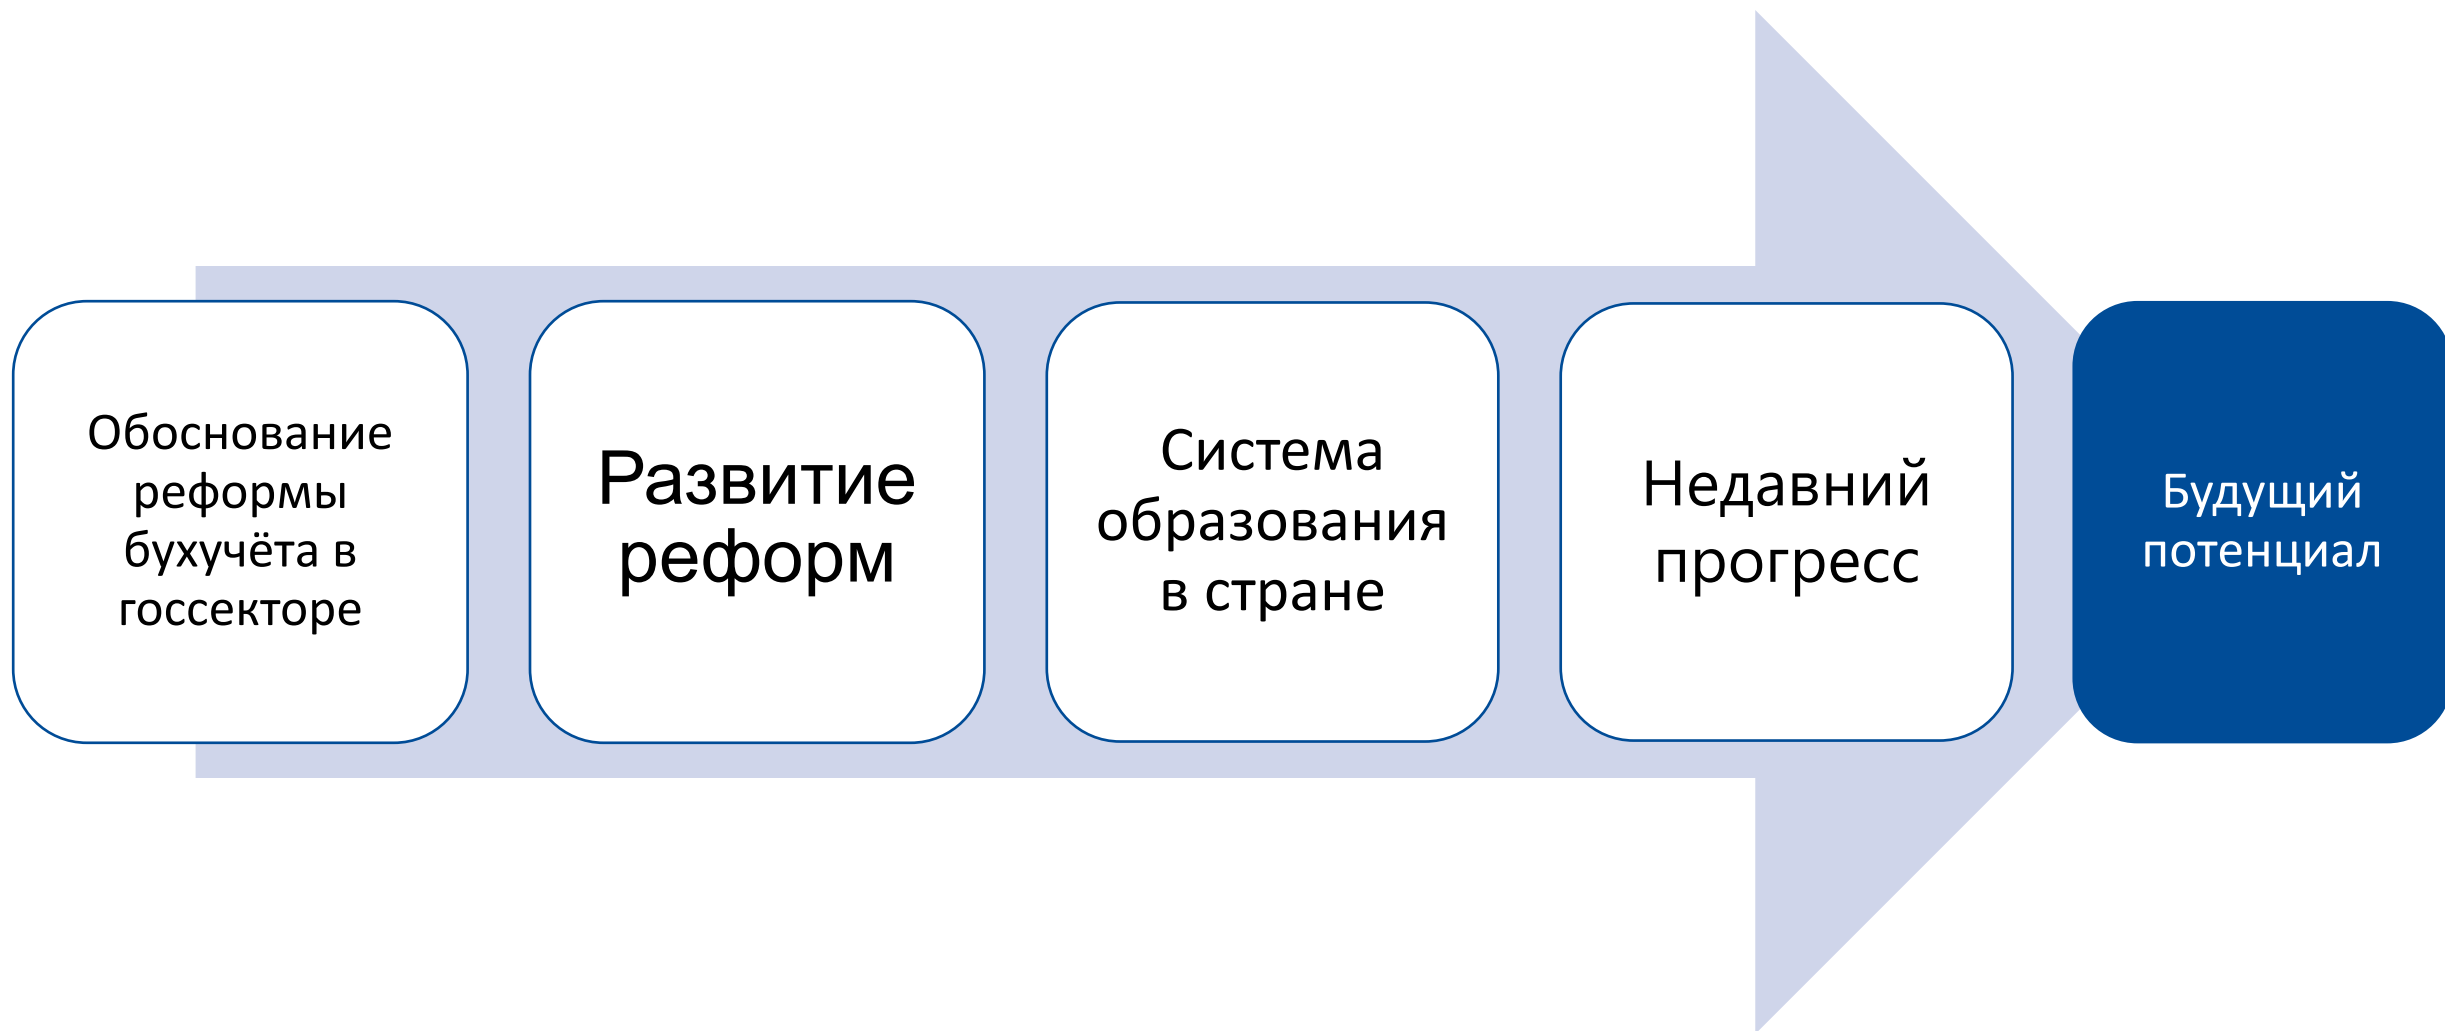 Обоснование
реформы
бухучёта в
госсекторе
Развитие
реформ
Система
образования
в стране
Недавний
прогресс
Будущий
потенциал